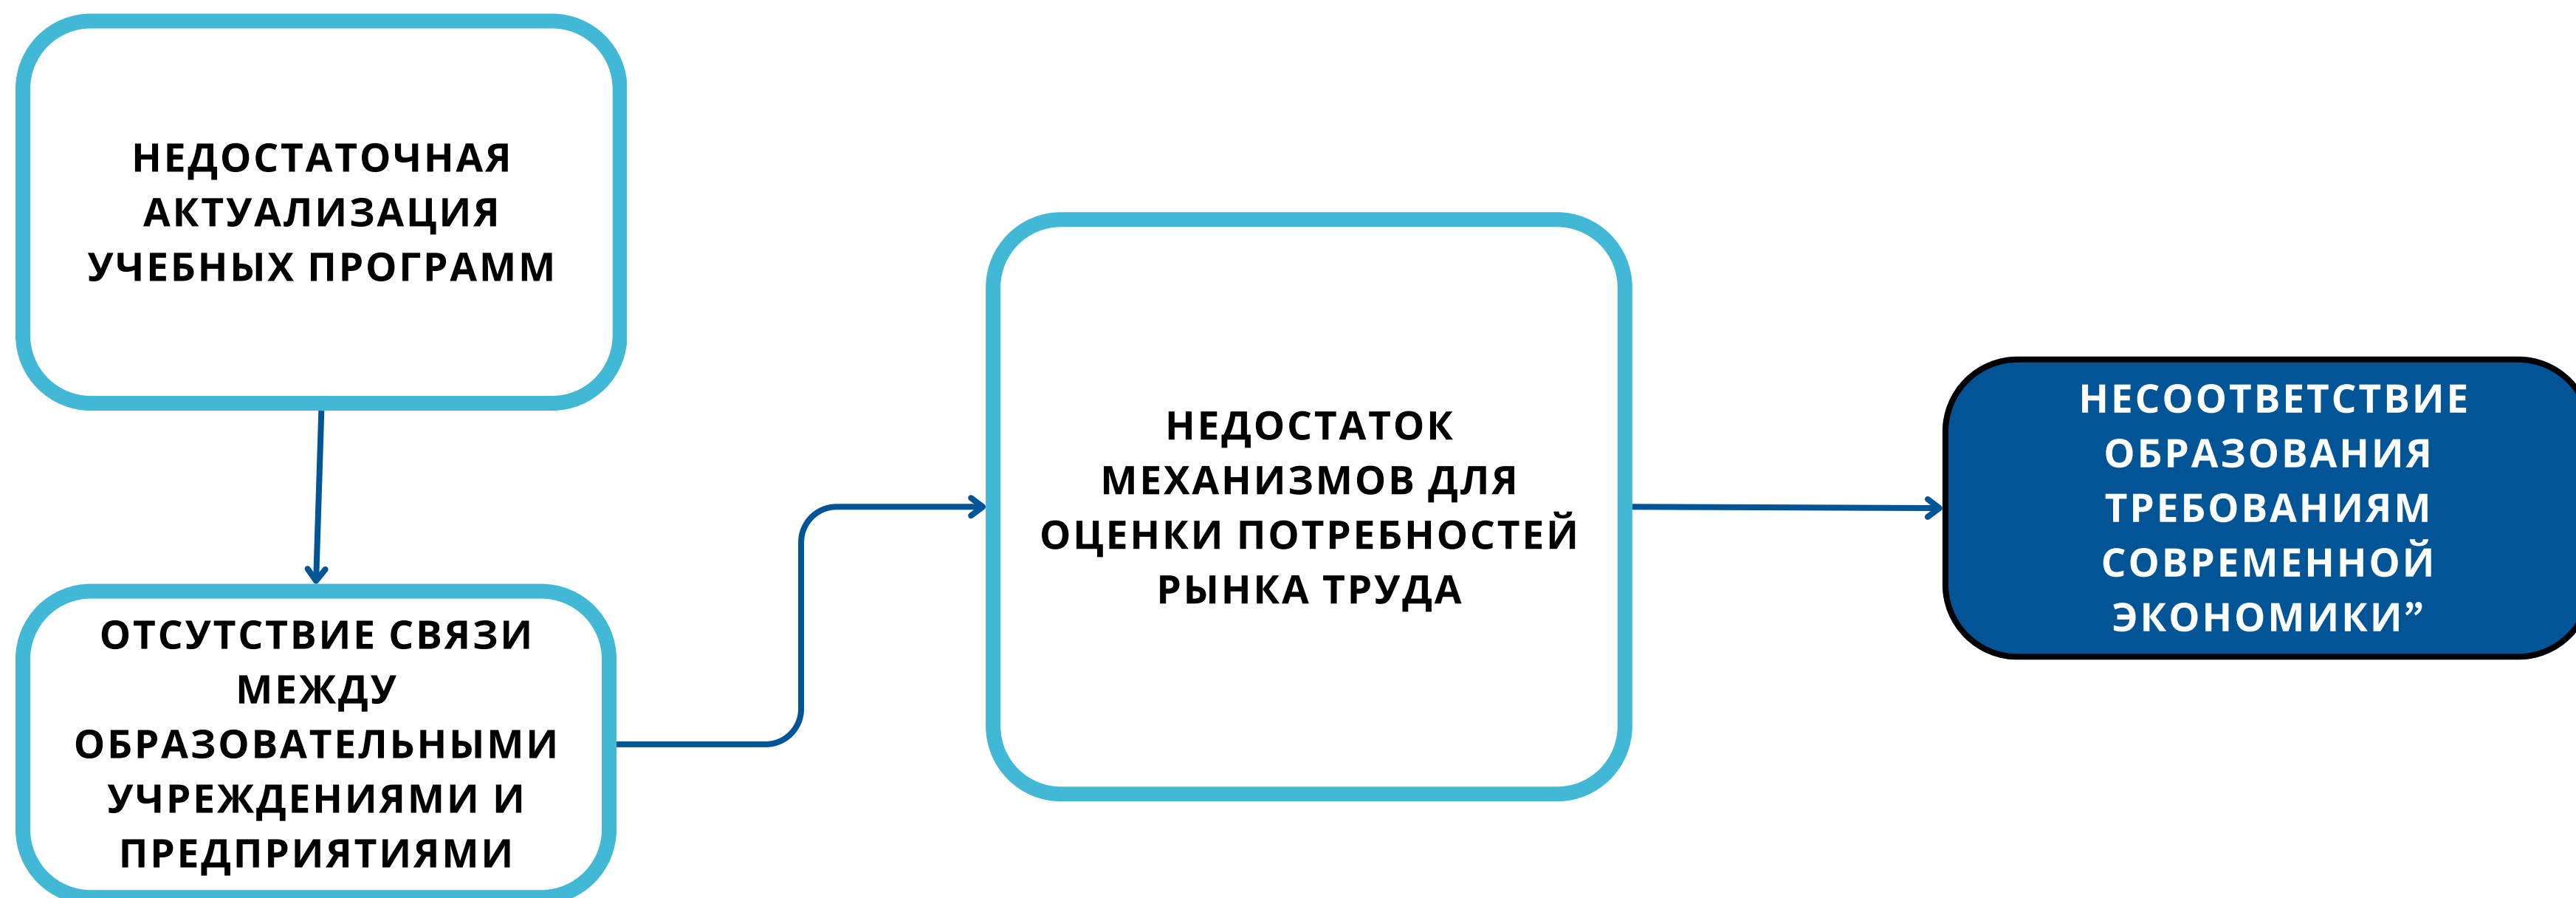 НЕДОСТАТОЧНАЯ
АКТУАЛИЗАЦИЯ
УЧЕБНЫХ ПРОГРАММ
ОТСУТСТВИЕ СВЯЗИ
МЕЖДУ
ОБРАЗОВАТЕЛЬНЫМИ
УЧРЕЖДЕНИЯМИ И
ПРЕДПРИЯТИЯМИ
НЕДОСТАТОК
МЕХАНИЗМОВ ДЛЯ
ОЦЕНКИ ПОТРЕБНОСТЕЙ
РЫНКА ТРУДА
НЕСООТВЕТСТВИЕ
ОБРАЗОВАНИЯ
ТРЕБОВАНИЯМ
СОВРЕМЕННОЙ
ЭКОНОМИКИ”